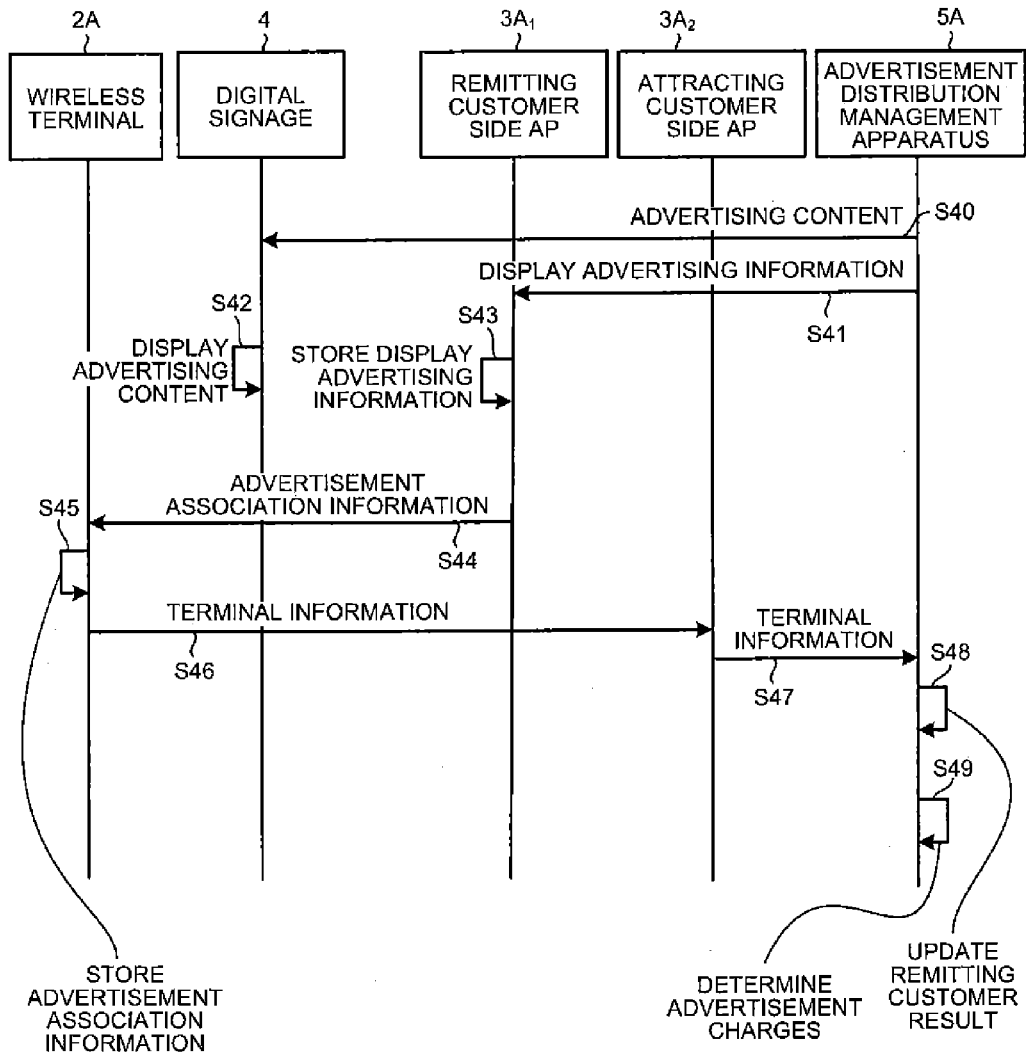 2A
4
3A₁
3A₂
5A
WIRELESS
TERMINAL
DIGITAL
SIGNAGE
REMITTING
CUSTOMER
SIDE AP
ATTRACTING
CUSTOMER
SIDE AP
ADVERTISEMENT
DISTRIBUTION
MANAGEMENT
APPARATUS
ADVERTISING CONTENT
S40
DISPLAY ADVERTISING INFORMATION
S41
S42
DISPLAY
ADVERTISING
CONTENT
S43
STORE DISPLAY
ADVERTISING
INFORMATION
ADVERTISEMENT
ASSOCIATION INFORMATION
S44
S45
TERMINAL INFORMATION
S46
TERMINAL
INFORMATION
S47
S48
S49
STORE
ADVERTISEMENT
ASSOCIATION
INFORMATION
DETERMINE
ADVERTISEMENT
CHARGES
UPDATE
REMITTING
CUSTOMER
RESULT